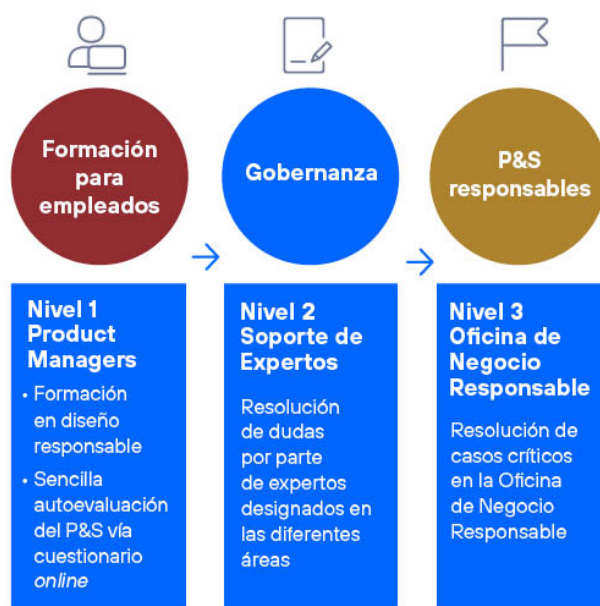 Formación
para
empleados
Gobernanza
P&S
responsables
Nivel 1
Product
Managers
• Formación
en diseño
responsable
• Sencilla
autoevaluación
del P&S vía
cuestionario
online
Nivel 2
Soporte de
Expertos
Resolución
de dudas
por parte
de expertos
designados en
las diferentes
áreas
Nivel 3
Oficina de
Negocio
Responsable
Resolución de
casos críticos
en la Oficina
de Negocio
Responsable